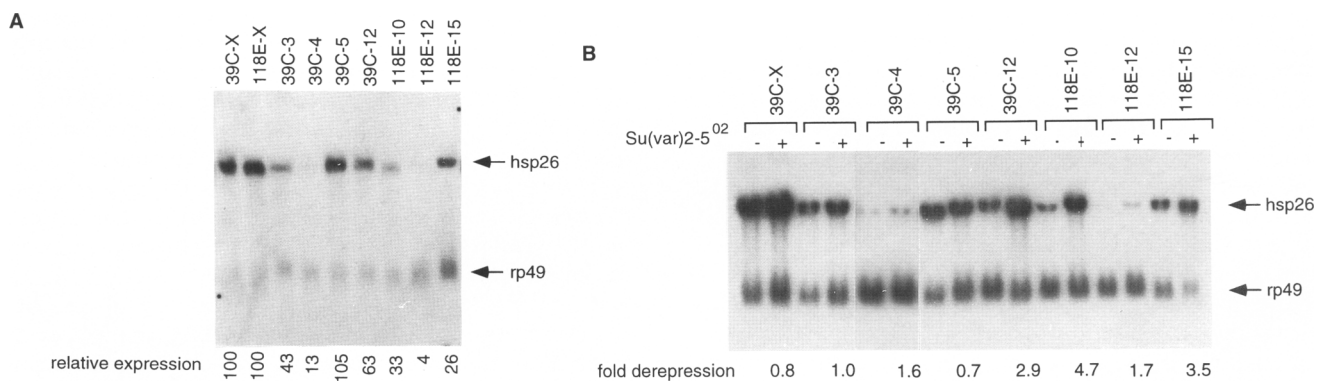 A
39C-X 118E-X 39C-3 39C-4 39C-5 39C-12 118E-10 118E-12 118E-15
hsp26
rp49
relative expression 100 100 43 13 105 63 33 4 26
B
39C-X 39C-3 39C-4 39C-5 39C-12 118E-10 118E-12 118E-15
Su(var)2-5⁰² - + - + - + - + - + - + - + - +
hsp26
rp49
fold derepression 0.8 1.0 1.6 0.7 2.9 4.7 1.7 3.5